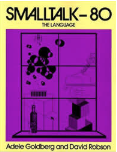 SMALLTALK-80
THE LANGUAGE
Adele Goldberg and David Robson